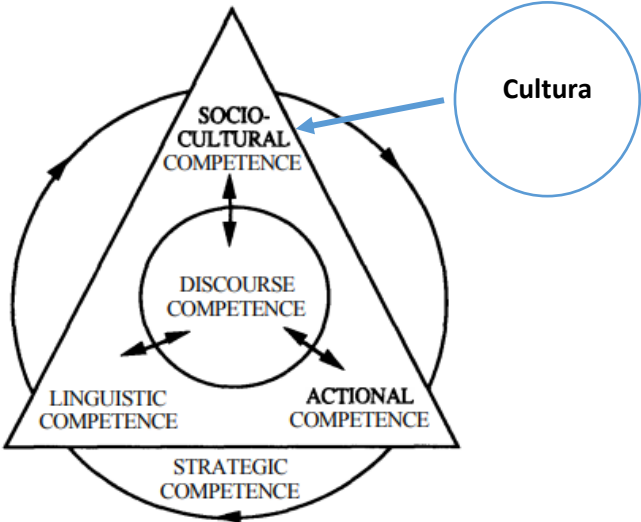 Cultura
SOCIO-
CULTURAL
COMPETENCE
DISCOURSE
COMPETENCE
LINGUISTIC
COMPETENCE
ACTIONAL
COMPETENCE
STRATEGIC
COMPETENCE